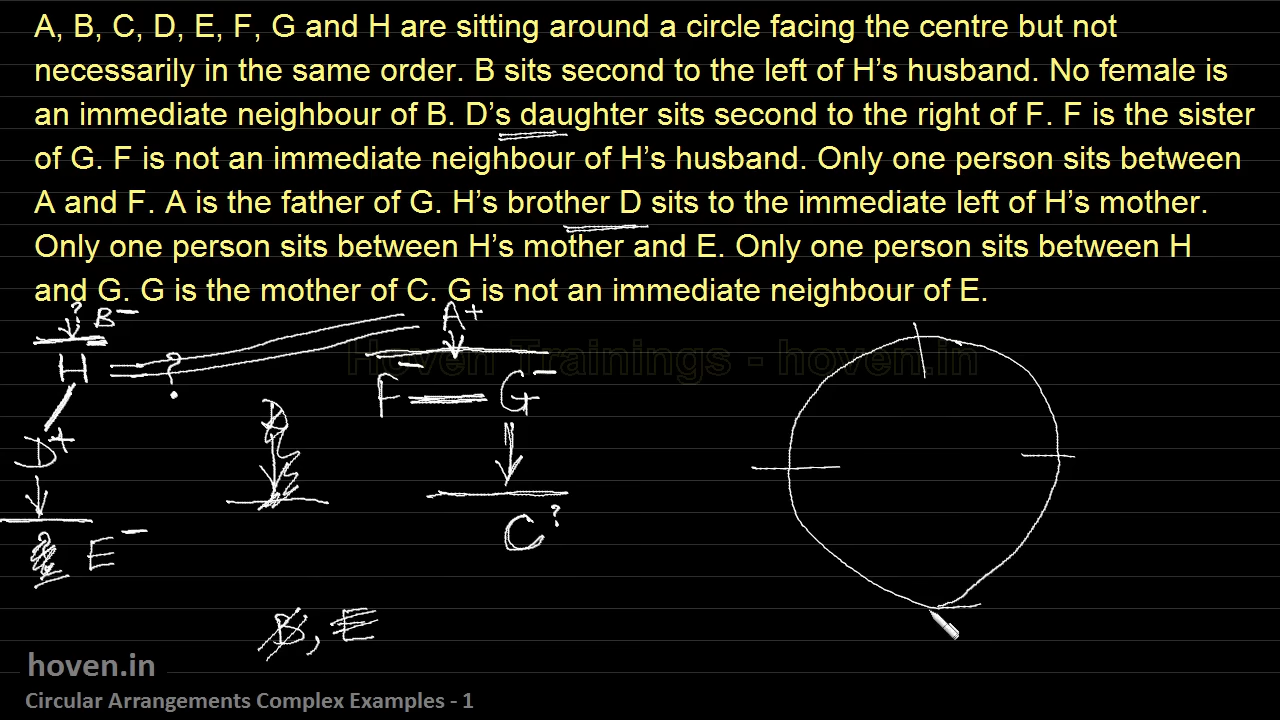 A, B, C, D, E, F, G and H are sitting around a circle facing the centre but not
necessarily in the same order. B sits second to the left of H's husband. No female is
an immediate neighbour of B. D's daughter sits second to the right of F. F is the sister
of G. F is not an immediate neighbour of H's husband. Only one person sits between
A and F. A is the father of G. H's brother D sits to the immediate left of H's mother.
Only one person sits between H's mother and E. Only one person sits between H
and G. G is the mother of C. G is not an immediate neighbour of E.
? B- A+
H ?
Hoven Trainings - hoven.in
F- G-
D+ D
E- C?
B, E
hoven.in
Circular Arrangements Complex Examples - 1